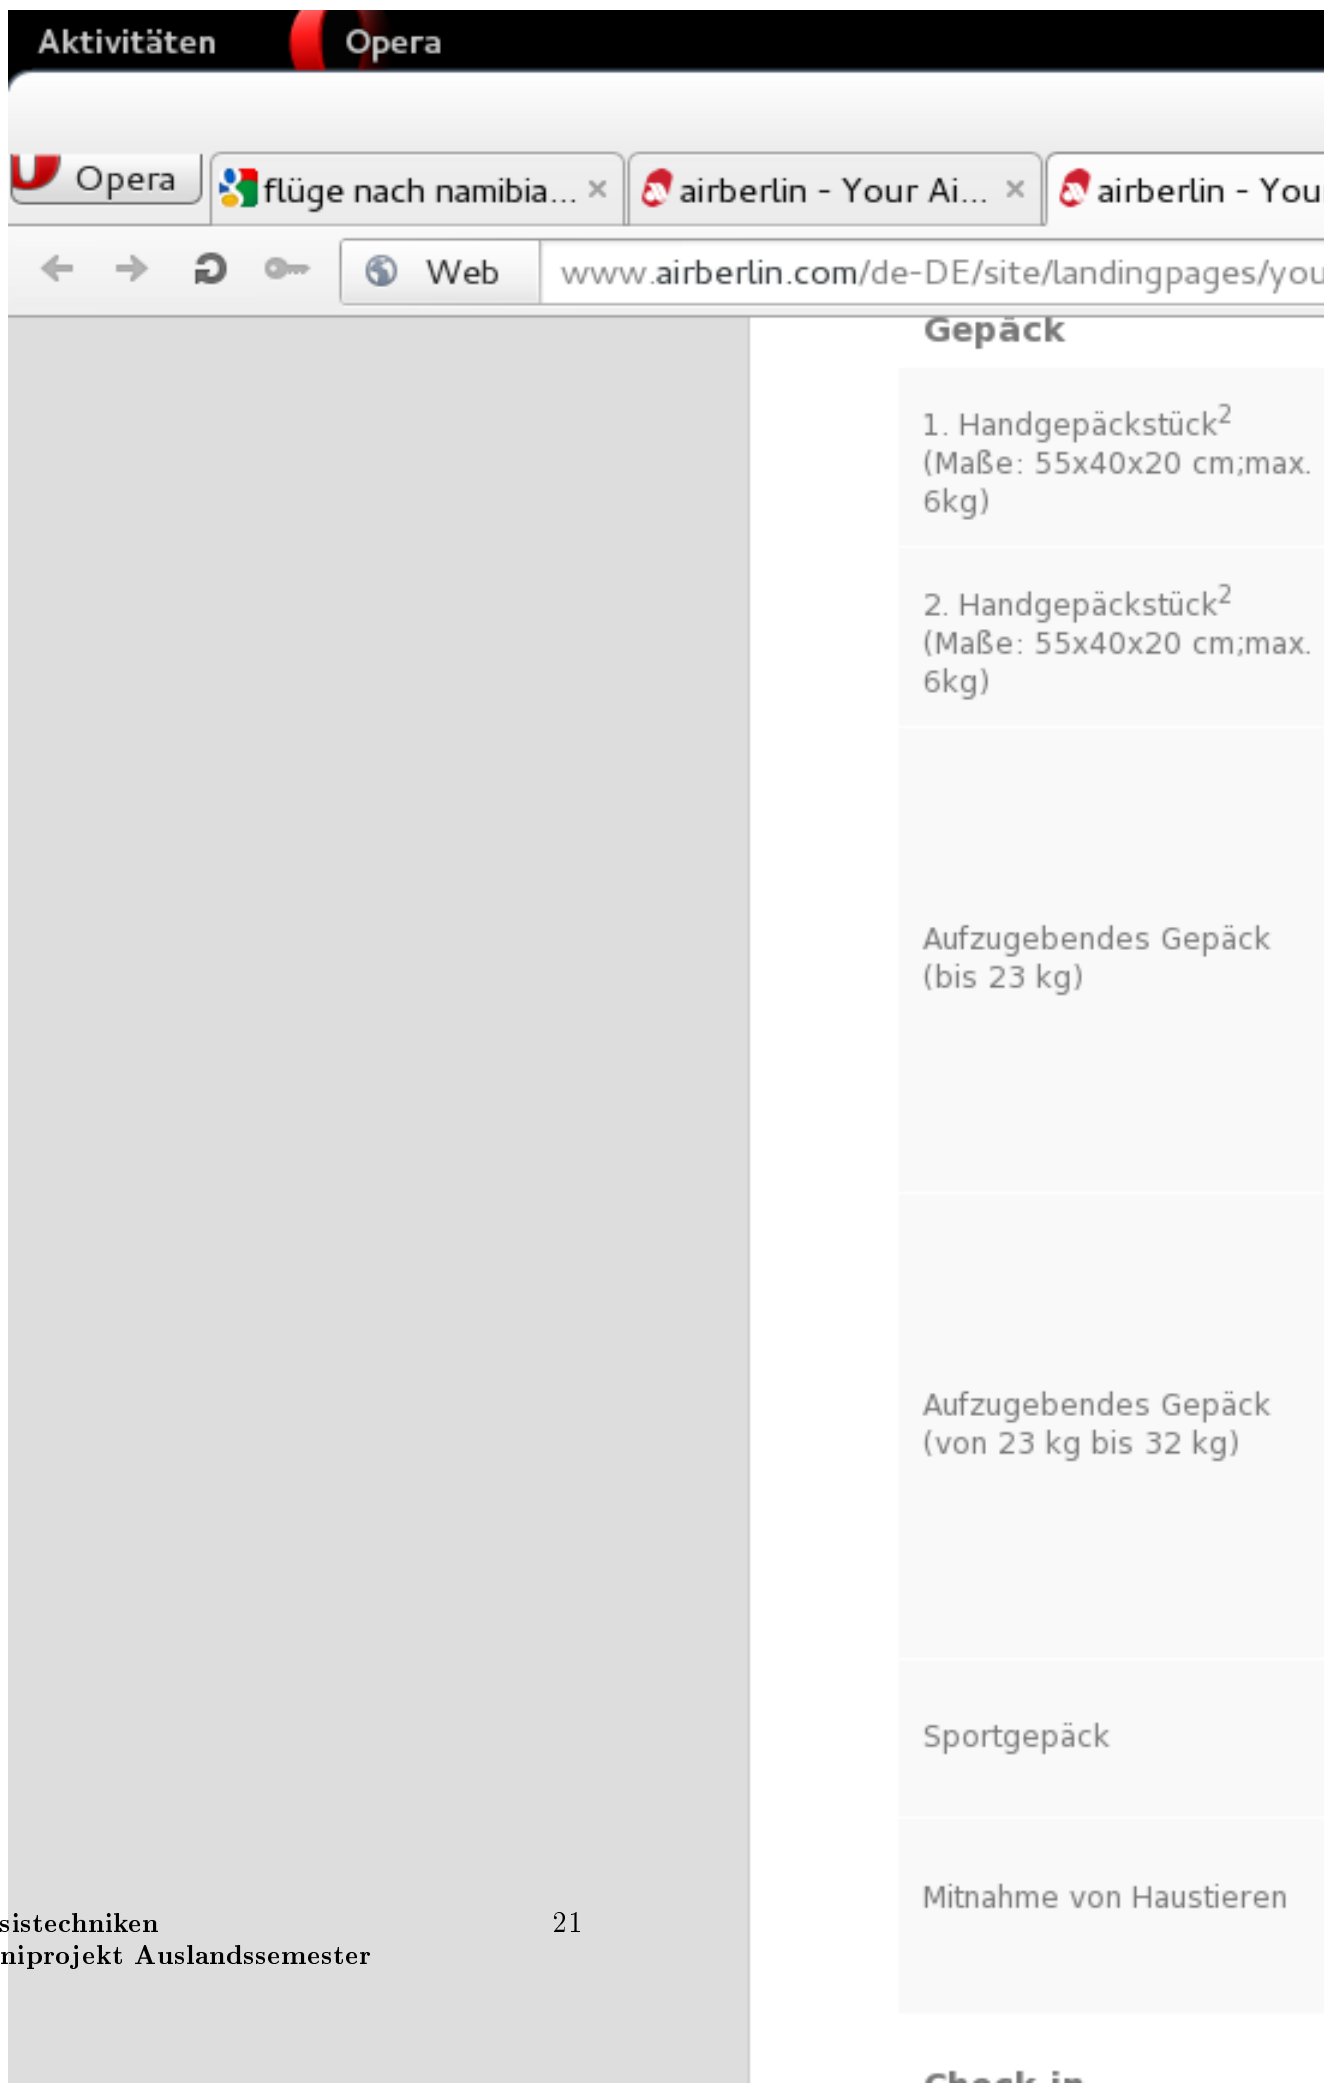 Aktivitäten Opera
Opera flüge nach namibia... × airberlin - Your Ai... × airberlin - You
Web www.airberlin.com/de-DE/site/landingpages/you
Gepäck
1. Handgepäckstück²
(Maße: 55x40x20 cm;max.
6kg)
2. Handgepäckstück²
(Maße: 55x40x20 cm;max.
6kg)
Aufzugebendes Gepäck
(bis 23 kg)
Aufzugebendes Gepäck
(von 23 kg bis 32 kg)
Sportgepäck
Mitnahme von Haustieren
sistechniken 21
niprojekt Auslandssemester